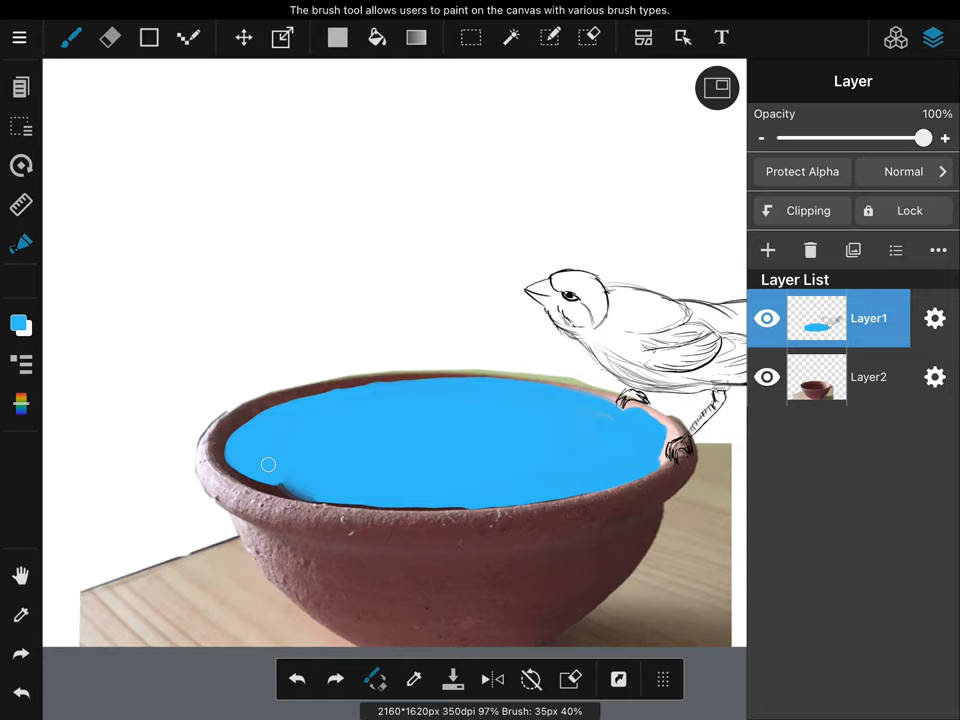 The brush tool allows users to paint on the canvas with various brush types.
T
Layer
Opacity 100%
- +
Protect Alpha Normal
Clipping Lock
Layer List
Layer1
Layer2
2160*1620px 350dpi 97% Brush: 35px 40%